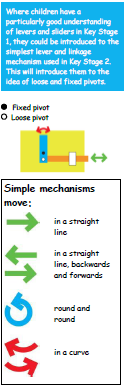 Where children have a
particularly good understanding
of levers and sliders in Key Stage
1, they could be introduced to the
simplest lever and linkage
mechanism used in Key Stage 2.
This will introduce them to the
idea of loose and fixed pivots.
Fixed pivot
Loose pivot
Simple mechanisms
move:
in a straight
line
in a straight
line, backwards
and forwards
round and
round
in a curve